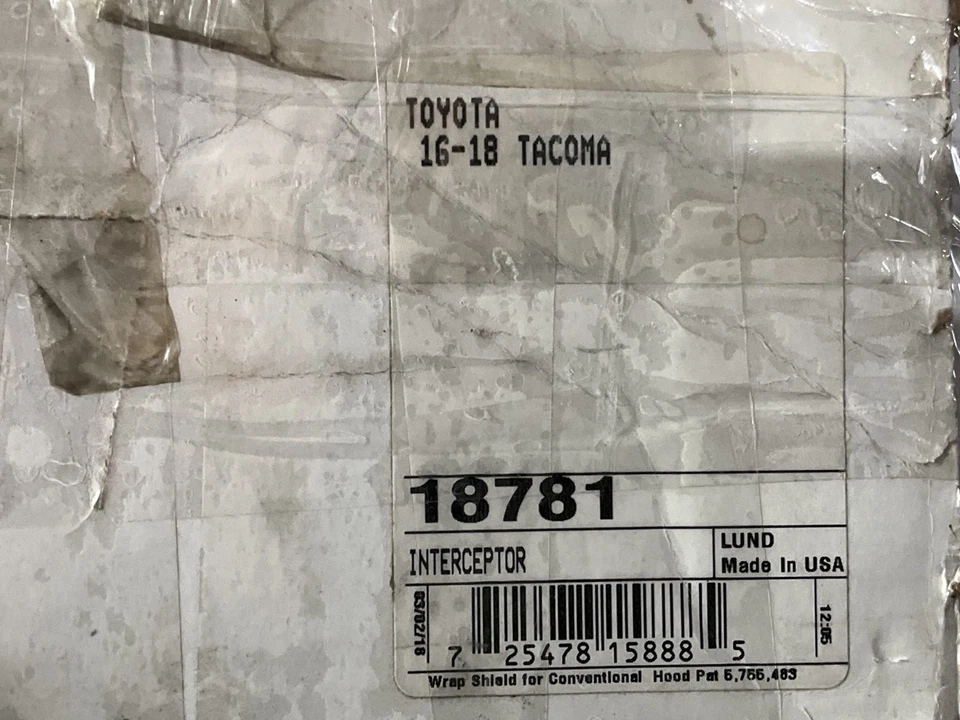 TOYOTA
16-18 TACOMA
18781
INTERCEPTOR
LUND
Made In USA
03/02/18
12:05
7 25478 15888 5
Wrap Shield for Conventional Hood Pat 5,755,483